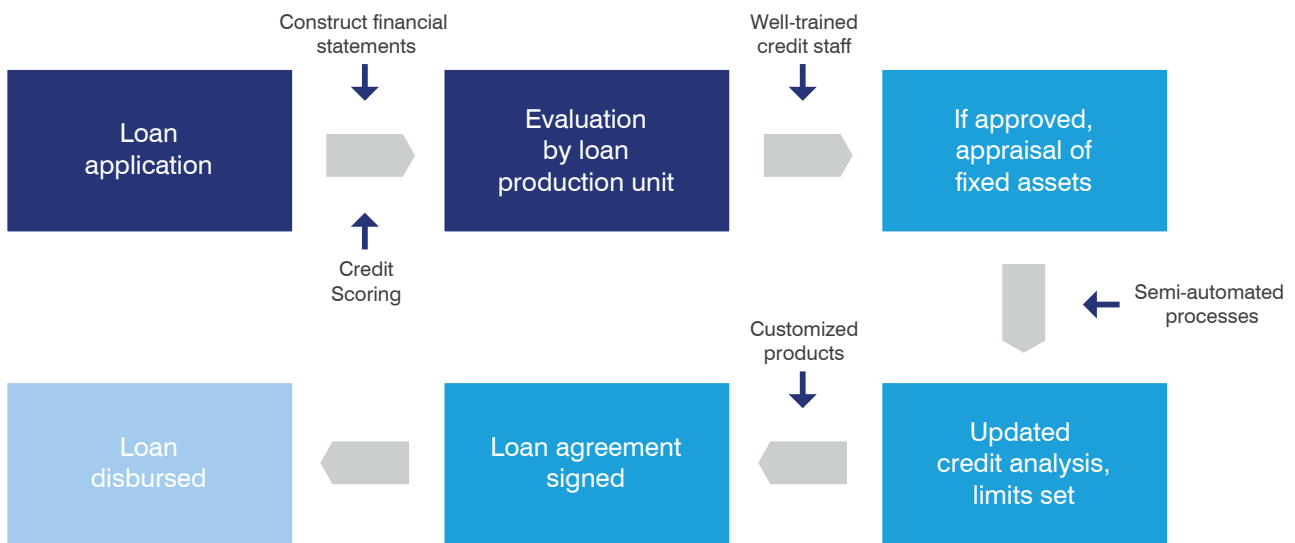 Construct financial
statements
Well-trained
credit staff
Loan
application
Evaluation
by loan
production unit
If approved,
appraisal of
fixed assets
Credit
Scoring
Semi-automated
processes
Customized
products
Loan
disbursed
Loan agreement
signed
Updated
credit analysis,
limits set